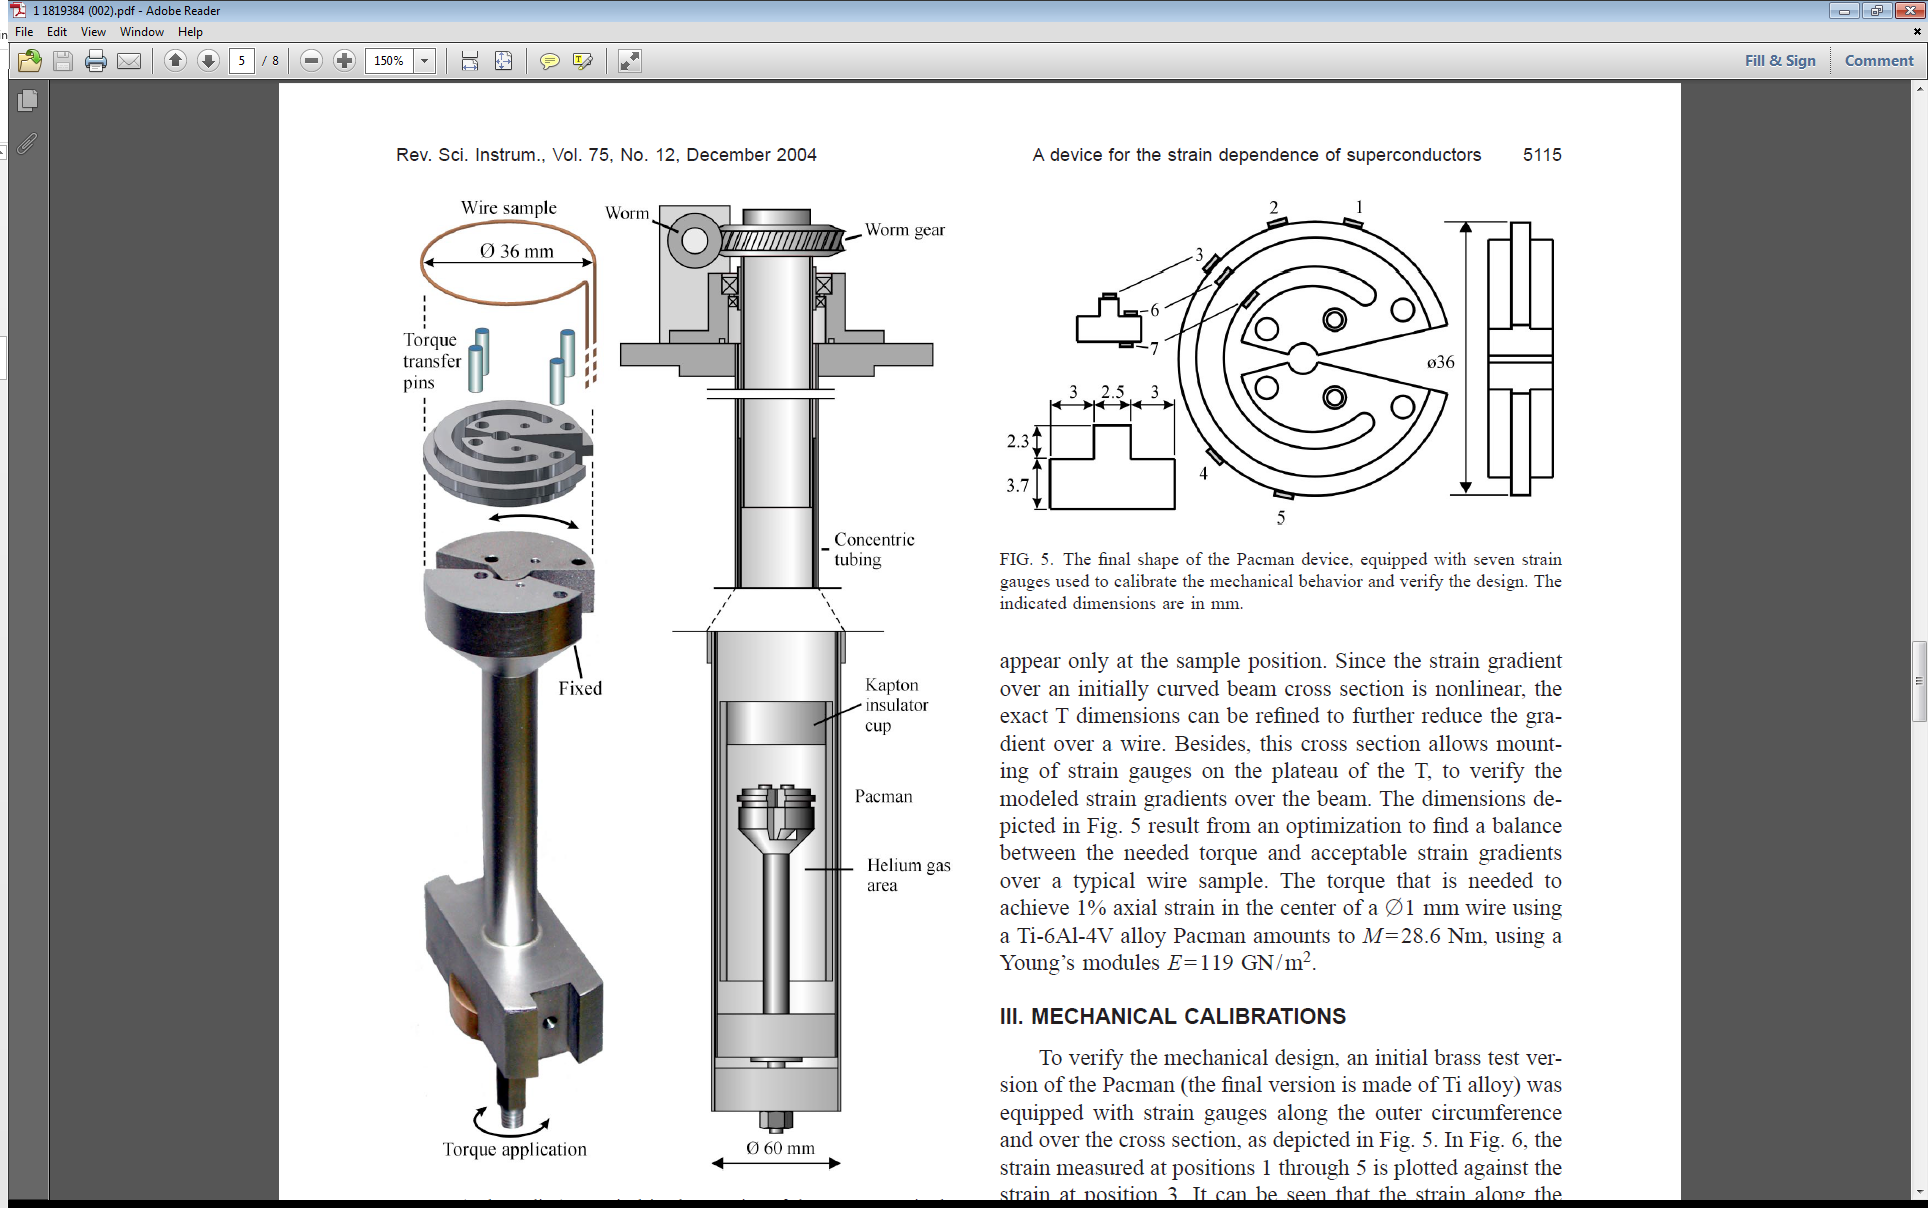 1 1819384 (002).pdf - Adobe Reader
File Edit View Window Help
5 / 8 150% Fill & Sign Comment
Rev. Sci. Instrum., Vol. 75, No. 12, December 2004
A device for the strain dependence of superconductors 5115
Wire sample
Ø 36 mm
Torque
transfer
pins
Fixed
Torque application
Worm
Worm gear
Concentric
tubing
Kapton
insulator
cup
Pacman
Helium gas
area
Ø 60 mm
2
1
3
6
7
ø36
3 2.5 3
2.3
3.7
4
5
FIG. 5. The final shape of the Pacman device, equipped with seven strain
gauges used to calibrate the mechanical behavior and verify the design. The
indicated dimensions are in mm.
appear only at the sample position. Since the strain gradient
over an initially curved beam cross section is nonlinear, the
exact T dimensions can be refined to further reduce the gra-
dient over a wire. Besides, this cross section allows mount-
ing of strain gauges on the plateau of the T, to verify the
modeled strain gradients over the beam. The dimensions de-
picted in Fig. 5 result from an optimization to find a balance
between the needed torque and acceptable strain gradients
over a typical wire sample. The torque that is needed to
achieve 1% axial strain in the center of a ∅1 mm wire using
a Ti-6Al-4V alloy Pacman amounts to M=28.6 Nm, using a
Young's modules E=119 GN/m².
III. MECHANICAL CALIBRATIONS
To verify the mechanical design, an initial brass test ver-
sion of the Pacman (the final version is made of Ti alloy) was
equipped with strain gauges along the outer circumference
and over the cross section, as depicted in Fig. 5. In Fig. 6, the
strain measured at positions 1 through 5 is plotted against the
strain at position 3. It can be seen that the strain along the